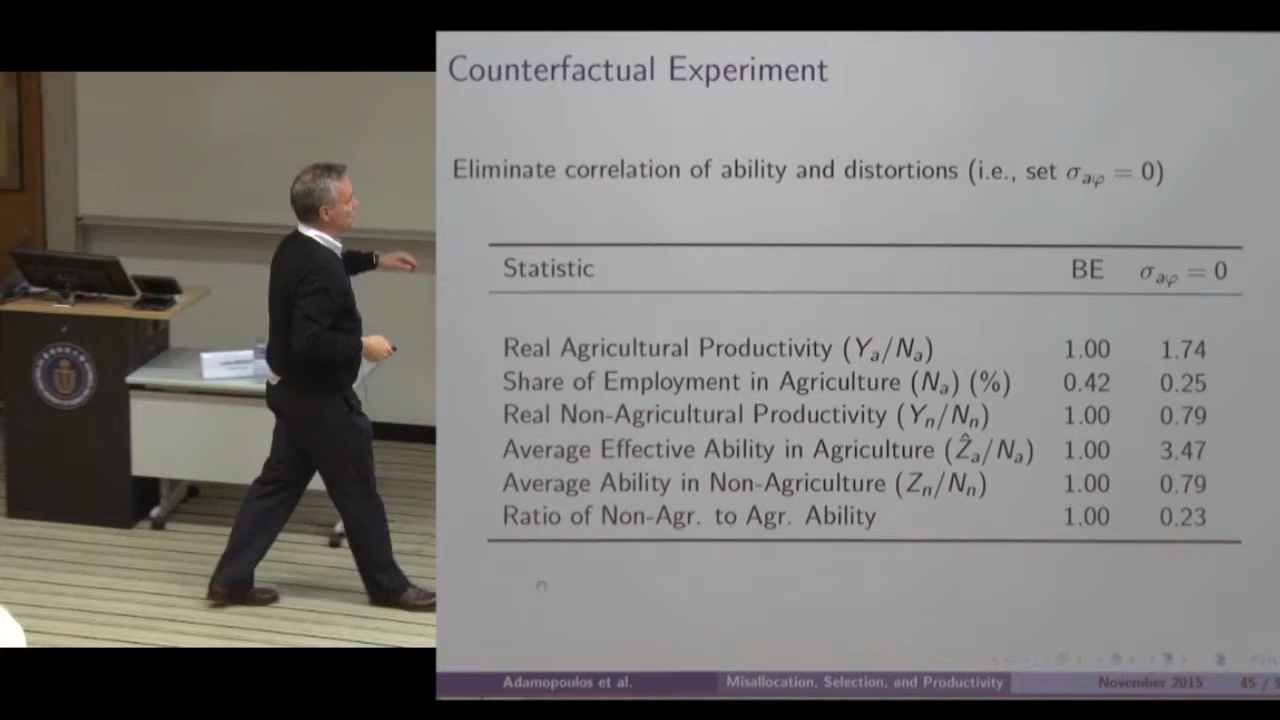 Counterfactual Experiment
Eliminate correlation of ability and distortions (i.e., set σ_aφ = 0)
Statistic BE σ_aφ = 0
Real Agricultural Productivity (Y_a/N_a) 1.00 1.74
Share of Employment in Agriculture (N_a) (%) 0.42 0.25
Real Non-Agricultural Productivity (Y_n/N_n) 1.00 0.79
Average Effective Ability in Agriculture (Ẑ_a/N_a) 1.00 3.47
Average Ability in Non-Agriculture (Z_n/N_n) 1.00 0.79
Ratio of Non-Agr. to Agr. Ability 1.00 0.23
Adamopoulos et al. Misallocation, Selection, and Productivity November 2015 45 /